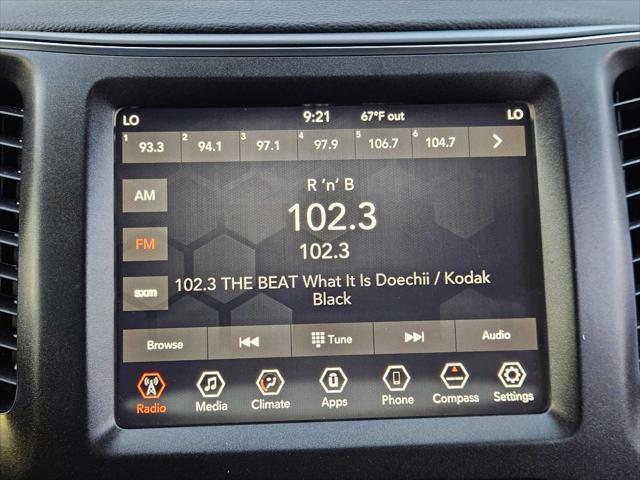 LO 9:21 67°F out LO
1 93.3 2 94.1 3 97.1 4 97.9 5 106.7 6 104.7
AM
FM
sxm
R 'n' B
102.3
102.3
102.3 THE BEAT What It Is Doechii / Kodak
Black
Browse Tune Audio
Radio Media Climate Apps Phone Compass Settings